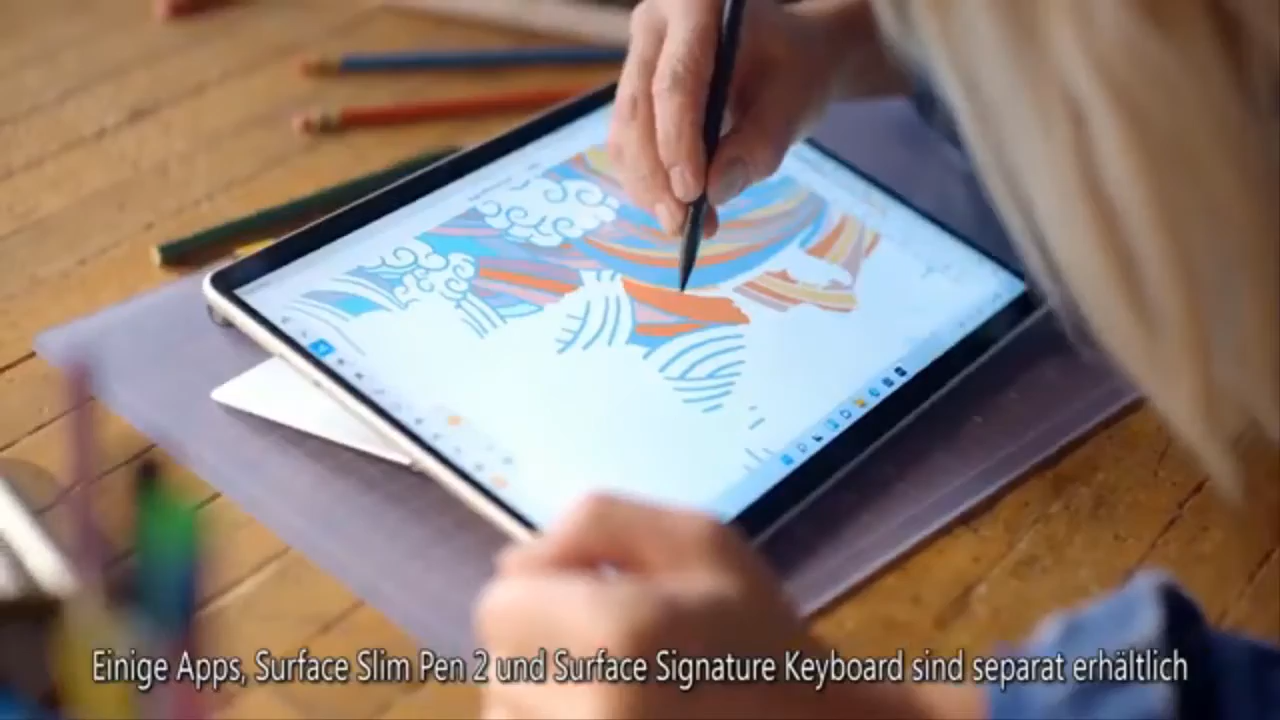 Einige Apps, Surface Slim Pen 2 und Surface Signature Keyboard sind separat erhältlich